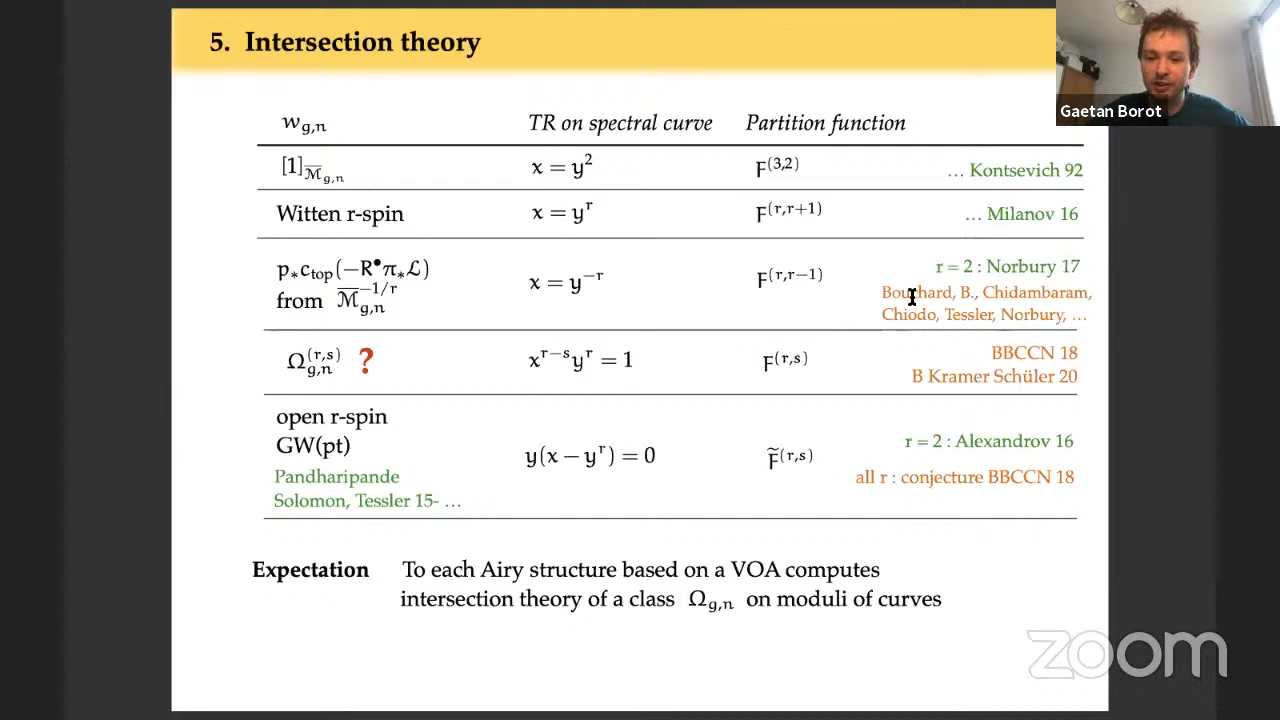 5. Intersection theory
Gaetan Borot
w_{g,n} TR on spectral curve Partition function
[1]_{\overline{M}_{g,n}} x = y^2 F^{(3,2)} … Kontsevich 92
Witten r-spin x = y^r F^{(r,r+1)} … Milanov 16
p_* c_{top}(−R^• π_* L) x = y^{−r} F^{(r,r−1)} r = 2 : Norbury 17
from \overline{M}_{g,n}^{−1/r} Bouchard, B., Chidambaram,
Chiodo, Tessler, Norbury, …
Ω_{g,n}^{(r,s)} ? x^{r−s} y^r = 1 F^{(r,s)} BBCCN 18
B Kramer Schüler 20
open r-spin
GW(pt) y(x − y^r) = 0 \tilde{F}^{(r,s)} r = 2 : Alexandrov 16
Pandharipande all r : conjecture BBCCN 18
Solomon, Tessler 15- …
Expectation To each Airy structure based on a VOA computes
intersection theory of a class Ω_{g,n} on moduli of curves
zoom